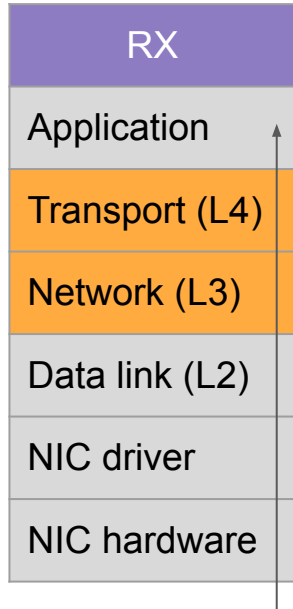 RX
Application
Transport (L4)
Network (L3)
Data link (L2)
NIC driver
NIC hardware